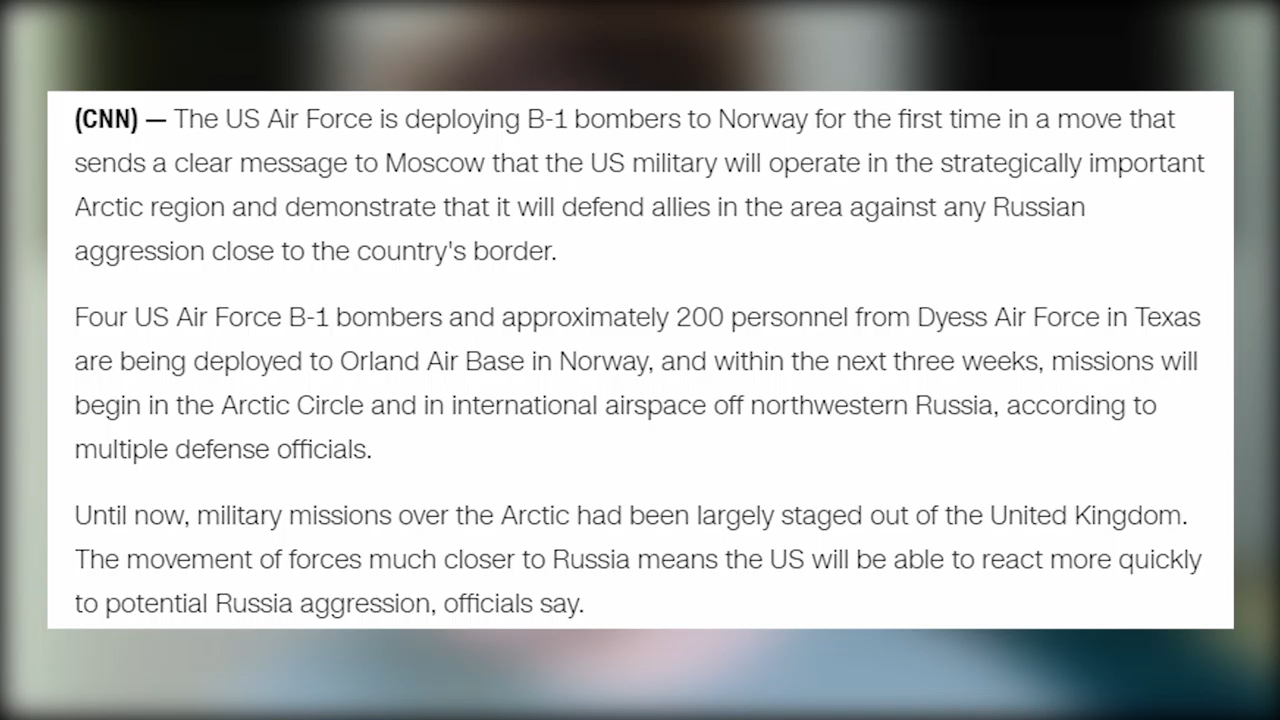 (CNN) — The US Air Force is deploying B-1 bombers to Norway for the first time in a move that
sends a clear message to Moscow that the US military will operate in the strategically important
Arctic region and demonstrate that it will defend allies in the area against any Russian
aggression close to the country's border.
Four US Air Force B-1 bombers and approximately 200 personnel from Dyess Air Force in Texas
are being deployed to Orland Air Base in Norway, and within the next three weeks, missions will
begin in the Arctic Circle and in international airspace off northwestern Russia, according to
multiple defense officials.
Until now, military missions over the Arctic had been largely staged out of the United Kingdom.
The movement of forces much closer to Russia means the US will be able to react more quickly
to potential Russia aggression, officials say.